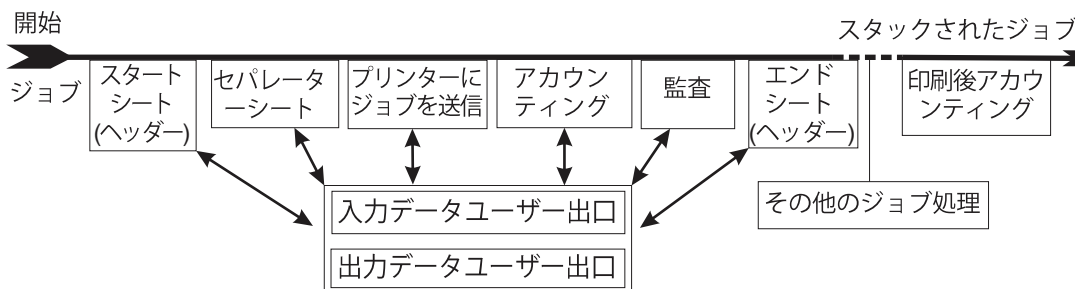 開始
スタックされたジョブ
ジョブ
スタート
シート
(ヘッダー)
セパレータ
ーシート
プリンターに
ジョブを送信
アカウン
ティング
監査
エンド
シート
(ヘッダー)
印刷後アカウ
ンティング
その他のジョブ処理
入力データユーザー出口
出力データユーザー出口